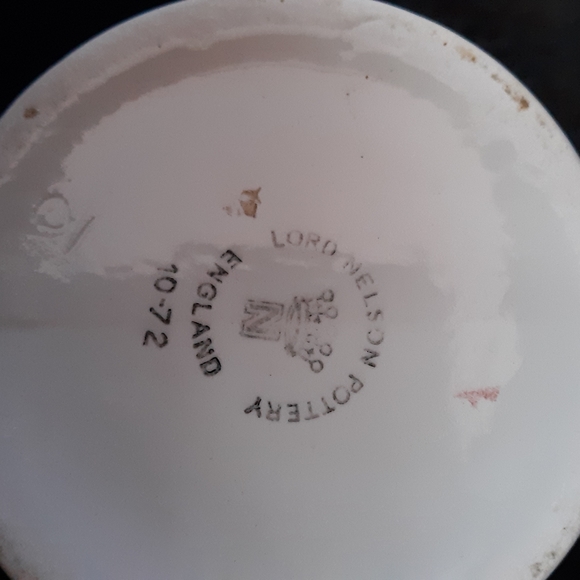 LORD NELSON POTTERY
N
ENGLAND
10-72